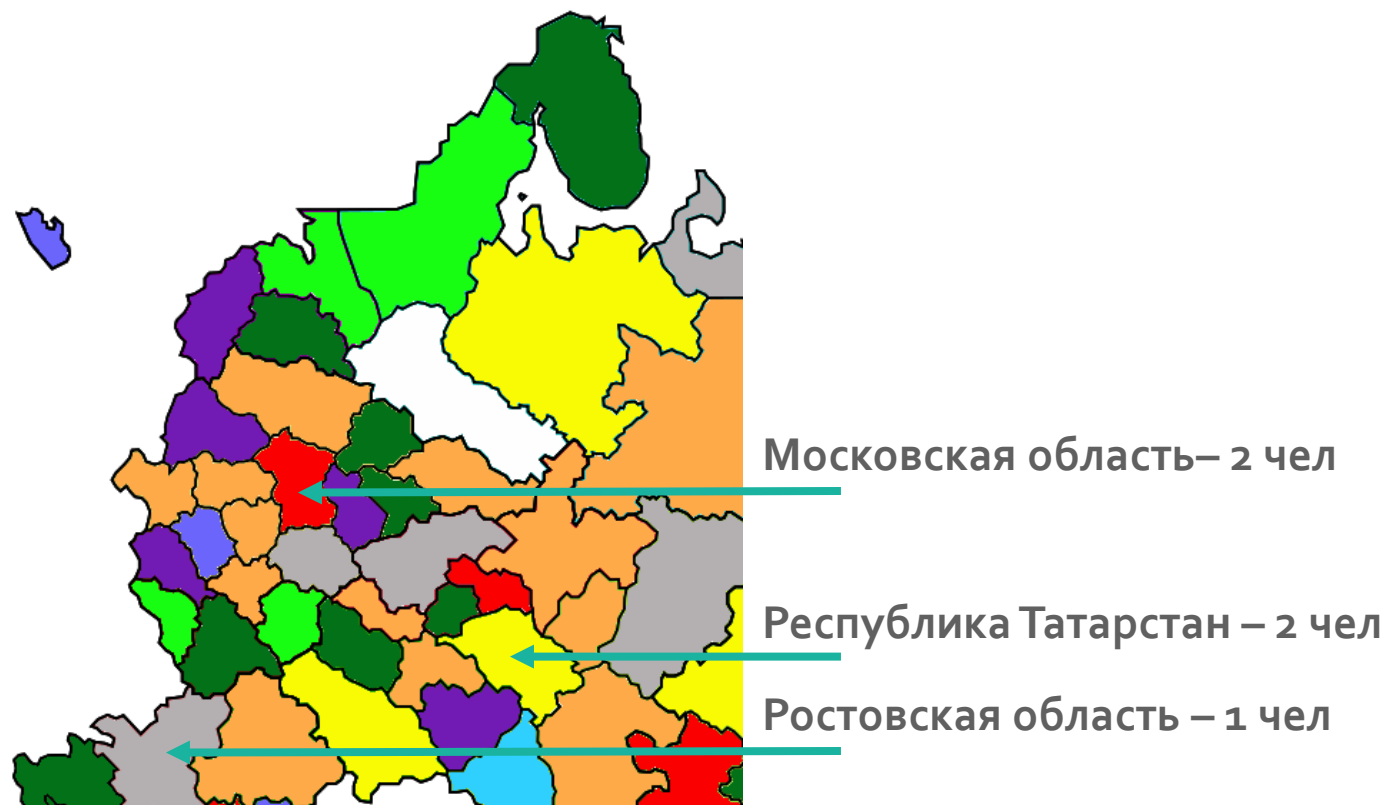 Московская область– 2 чел
Республика Татарстан – 2 чел
Ростовская область – 1 чел